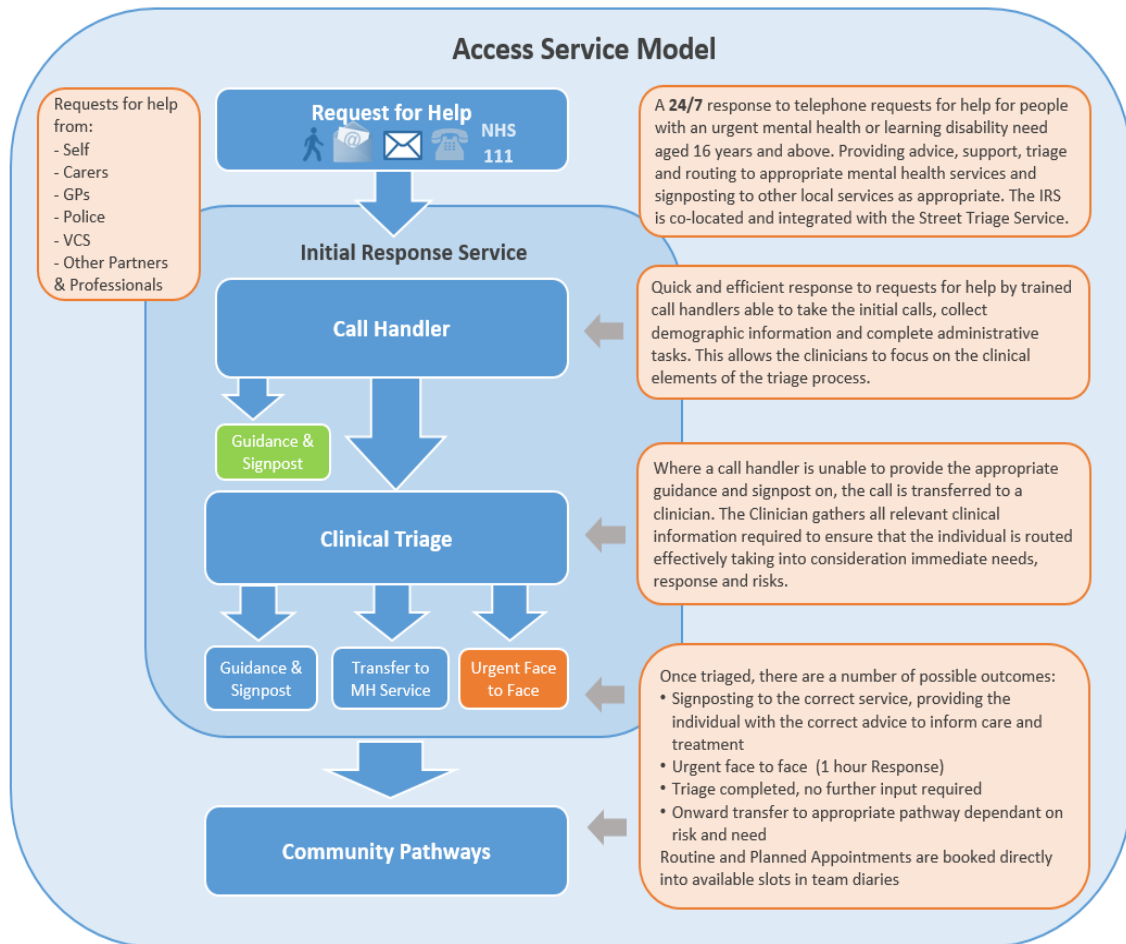 Access Service Model
Requests for help
from:
- Self
- Carers
- GPs
- Police
- VCS
- Other Partners
& Professionals
Request for Help
@
NHS
111
A 24/7 response to telephone requests for help for people
with an urgent mental health or learning disability need
aged 16 years and above. Providing advice, support, triage
and routing to appropriate mental health services and
signposting to other local services as appropriate. The IRS
is co-located and integrated with the Street Triage Service.
Initial Response Service
Call Handler
Quick and efficient response to requests for help by trained
call handlers able to take the initial calls, collect
demographic information and complete administrative
tasks. This allows the clinicians to focus on the clinical
elements of the triage process.
Guidance &
Signpost
Clinical Triage
Where a call handler is unable to provide the appropriate
guidance and signpost on, the call is transferred to a
clinician. The Clinician gathers all relevant clinical
information required to ensure that the individual is routed
effectively taking into consideration immediate needs,
response and risks.
Guidance &
Signpost
Transfer to
MH Service
Urgent Face
to Face
Once triaged, there are a number of possible outcomes:
• Signposting to the correct service, providing the
individual with the correct advice to inform care and
treatment
• Urgent face to face (1 hour Response)
• Triage completed, no further input required
• Onward transfer to appropriate pathway dependant on
risk and need
Routine and Planned Appointments are booked directly
into available slots in team diaries
Community Pathways